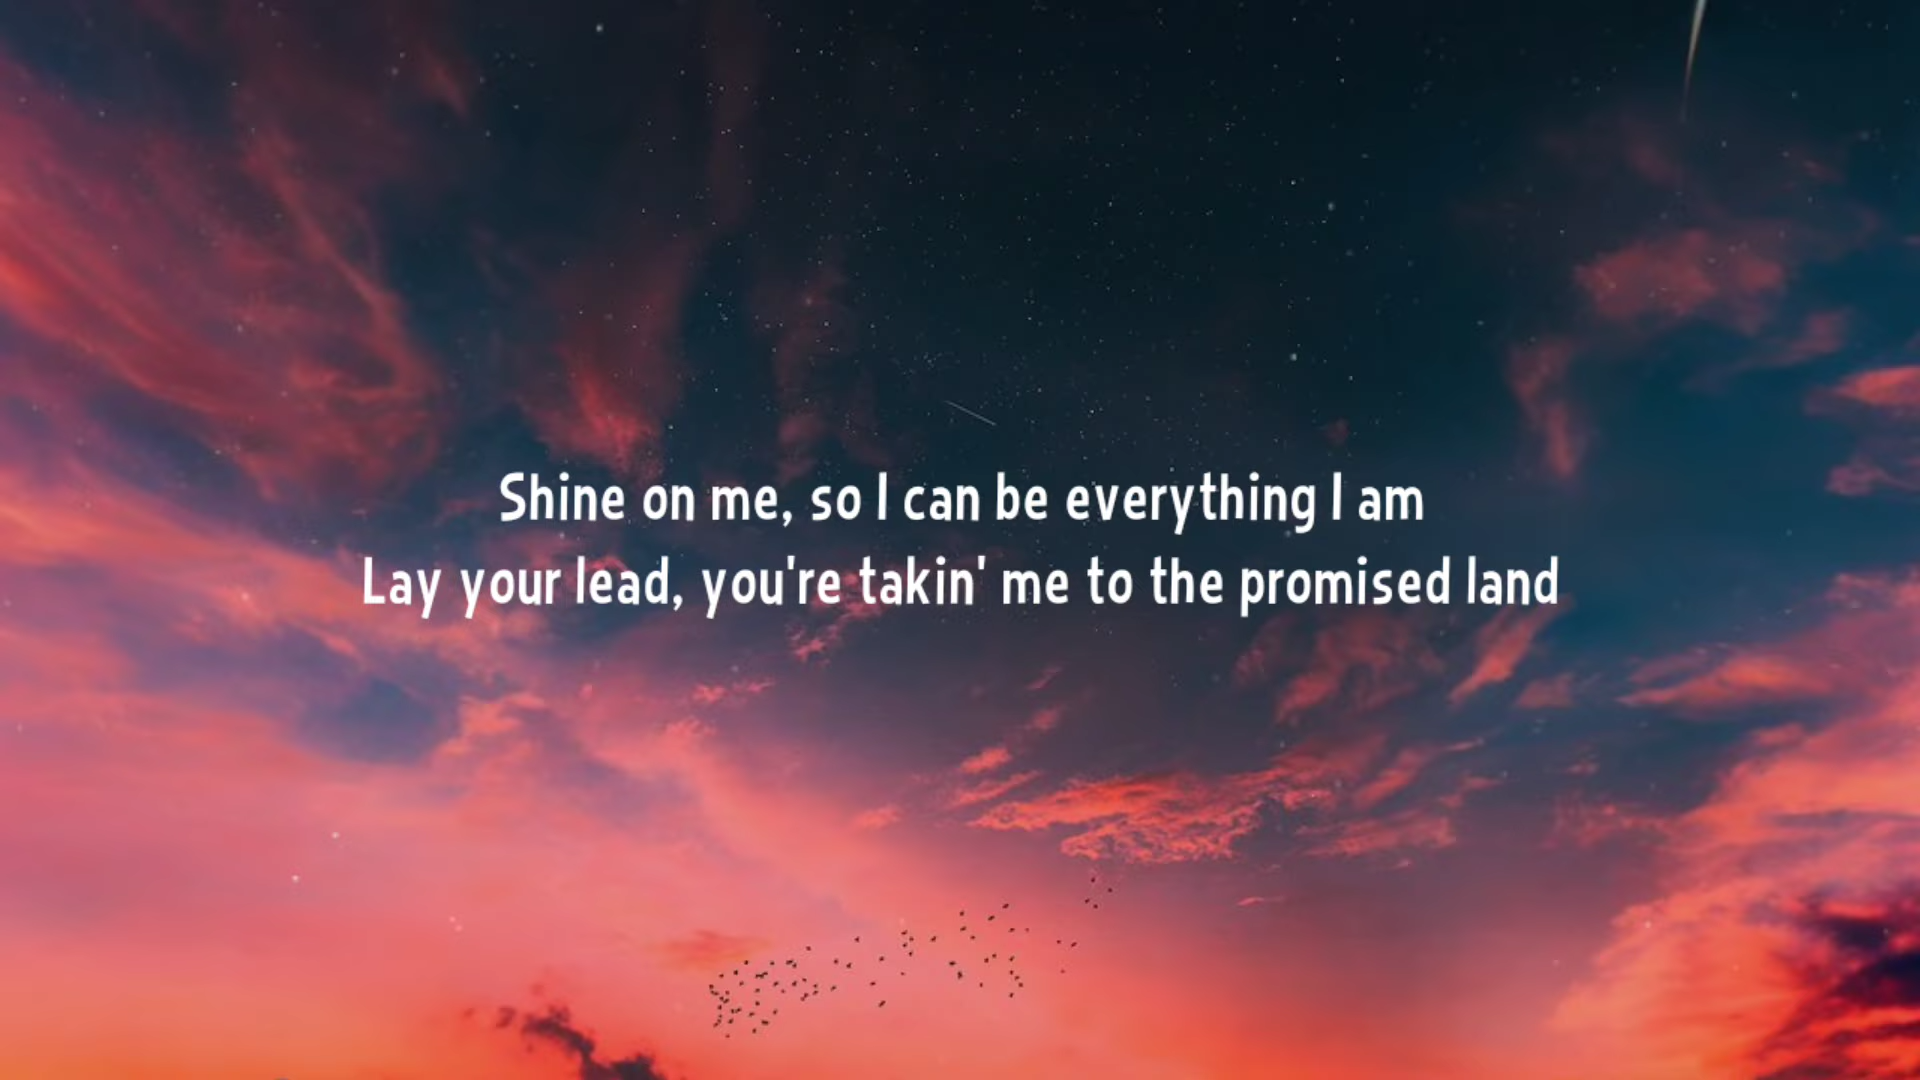 Shine on me, so I can be everything I am
Lay your lead, you're takin' me to the promised land